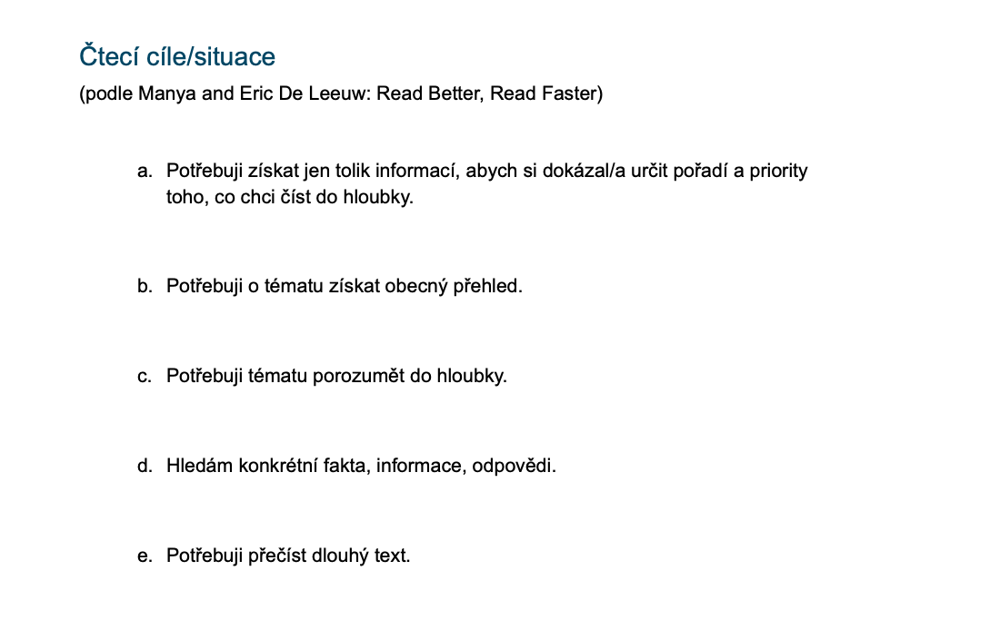 Čtecí cíle/situace
(podle Manya and Eric De Leeuw: Read Better, Read Faster)
a. Potřebuji získat jen tolik informací, abych si dokázal/a určit pořadí a priority
toho, co chci číst do hloubky.
b. Potřebuji o tématu získat obecný přehled.
c. Potřebuji tématu porozumět do hloubky.
d. Hledám konkrétní fakta, informace, odpovědi.
e. Potřebuji přečíst dlouhý text.